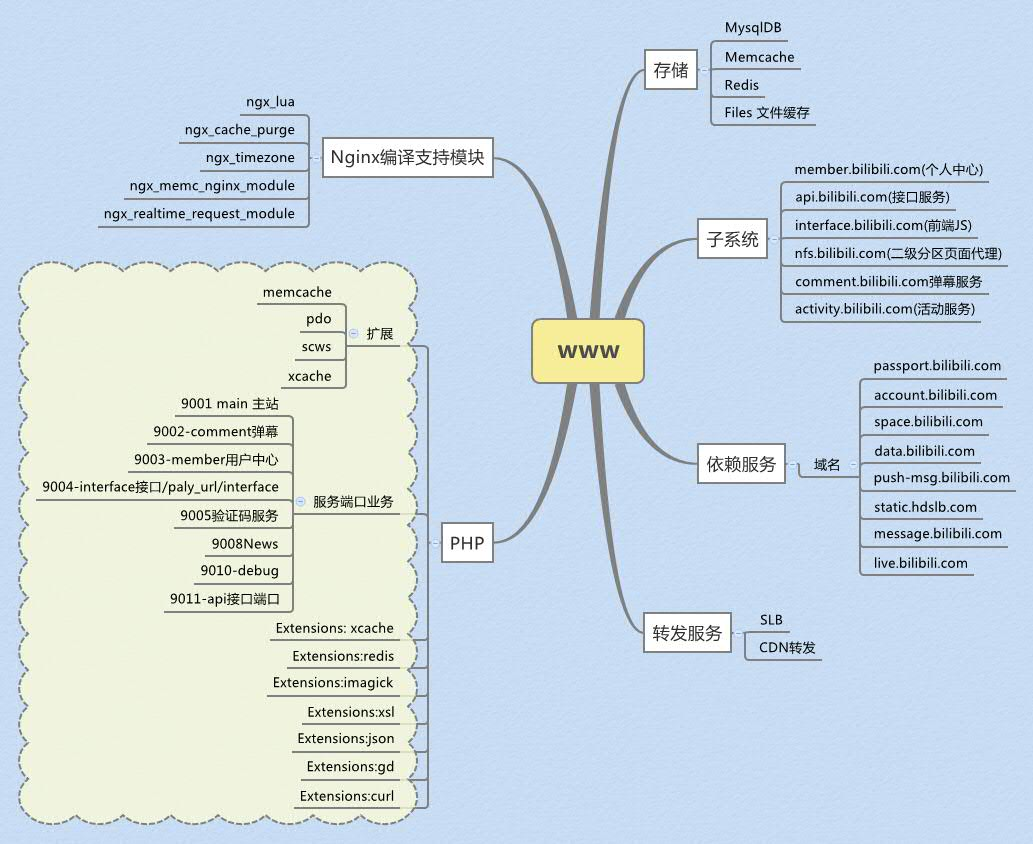 www
存储
MysqlDB
Memcache
Redis
Files 文件缓存
子系统
member.bilibili.com(个人中心)
api.bilibili.com(接口服务)
interface.bilibili.com(前端JS)
nfs.bilibili.com(二级分区页面代理)
comment.bilibili.com弹幕服务
activity.bilibili.com(活动服务)
依赖服务
域名
passport.bilibili.com
account.bilibili.com
space.bilibili.com
data.bilibili.com
push-msg.bilibili.com
static.hdslb.com
message.bilibili.com
live.bilibili.com
转发服务
SLB
CDN转发
Nginx编译支持模块
ngx_lua
ngx_cache_purge
ngx_timezone
ngx_memc_nginx_module
ngx_realtime_request_module
PHP
扩展
memcache
pdo
scws
xcache
服务端口业务
9001 main 主站
9002-comment弹幕
9003-member用户中心
9004-interface接口/paly_url/interface
9005验证码服务
9008News
9010-debug
9011-api接口端口
Extensions: xcache
Extensions:redis
Extensions:imagick
Extensions:xsl
Extensions:json
Extensions:gd
Extensions:curl